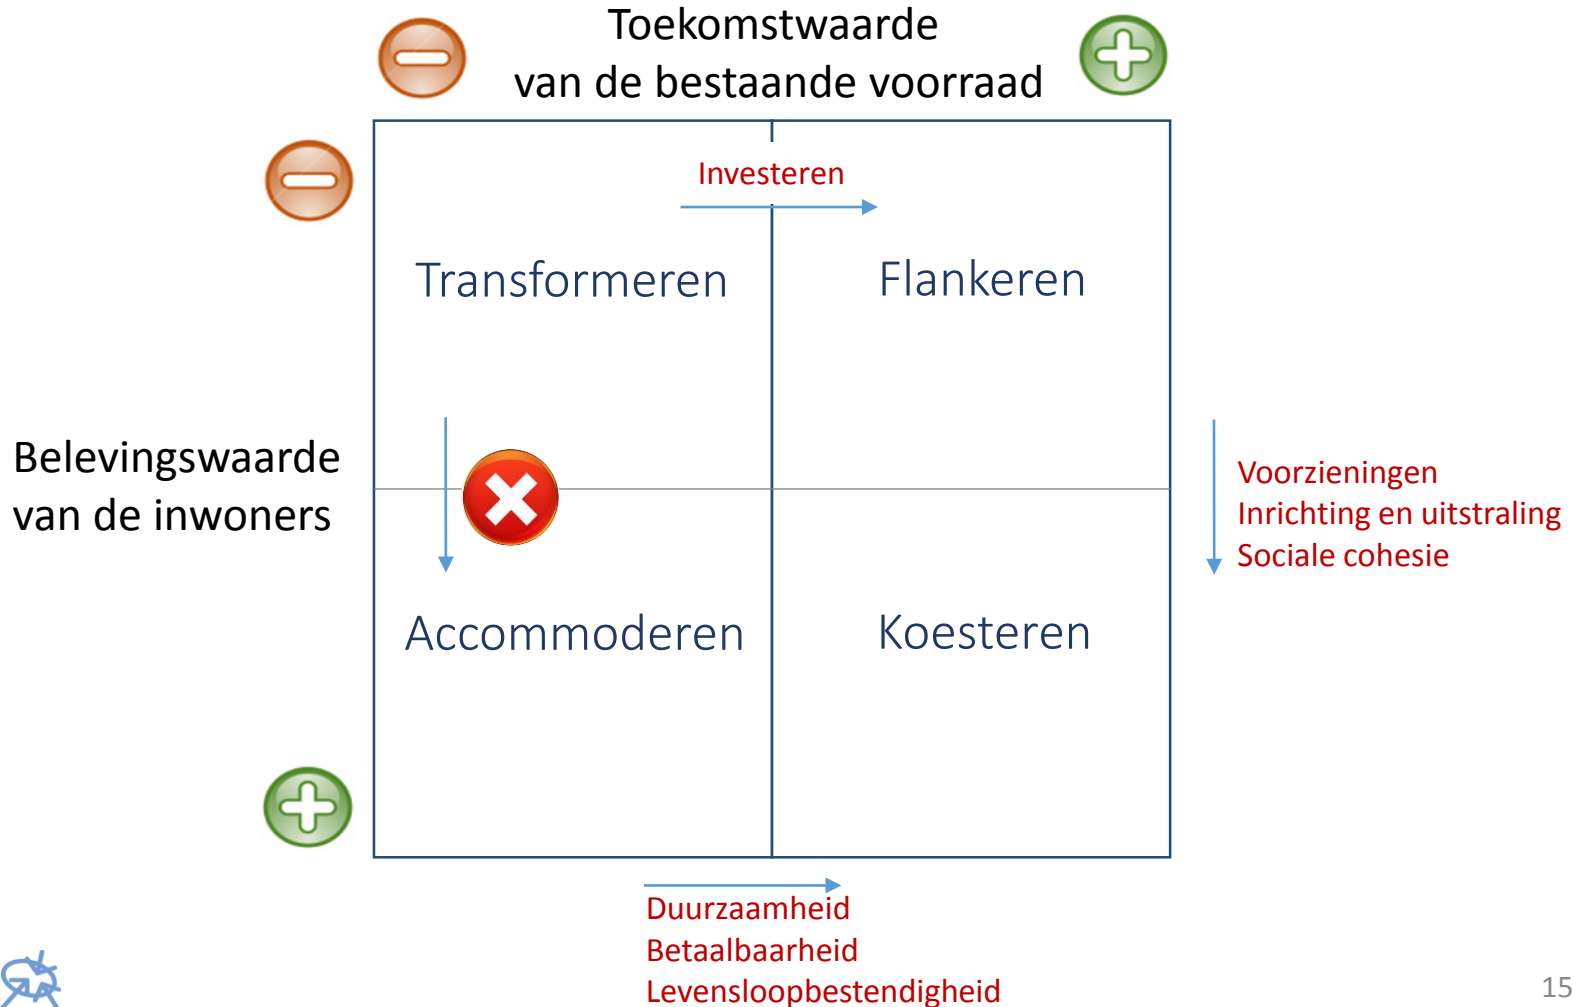 Toekomstwaarde
van de bestaande voorraad
Investeren
Transformeren
Flankeren
Belevingswaarde
van de inwoners
Voorzieningen
Inrichting en uitstraling
Sociale cohesie
Accommoderen
Koesteren
Duurzaamheid
Betaalbaarheid
Levensloopbestendigheid
15